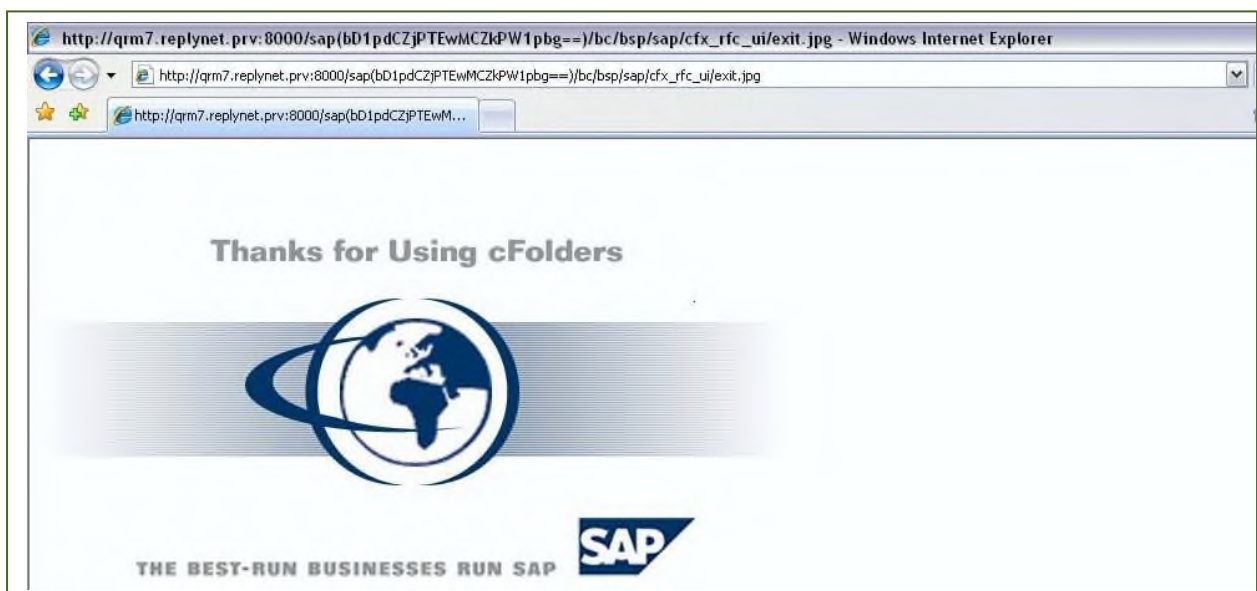 http://qrm7.replynet.prv:8000/sap(bD1pdCZjPTEwMCZkPW1pbg==)/bc/bsp/sap/cfx_rfc_ui/exit.jpg - Windows Internet Explorer
http://qrm7.replynet.prv:8000/sap(bD1pdCZjPTEwMCZkPW1pbg==)/bc/bsp/sap/cfx_rfc_ui/exit.jpg
http://qrm7.replynet.prv:8000/sap(bD1pdCZjPTEwM...
Thanks for Using cFolders
SAP
THE BEST-RUN BUSINESSES RUN SAP